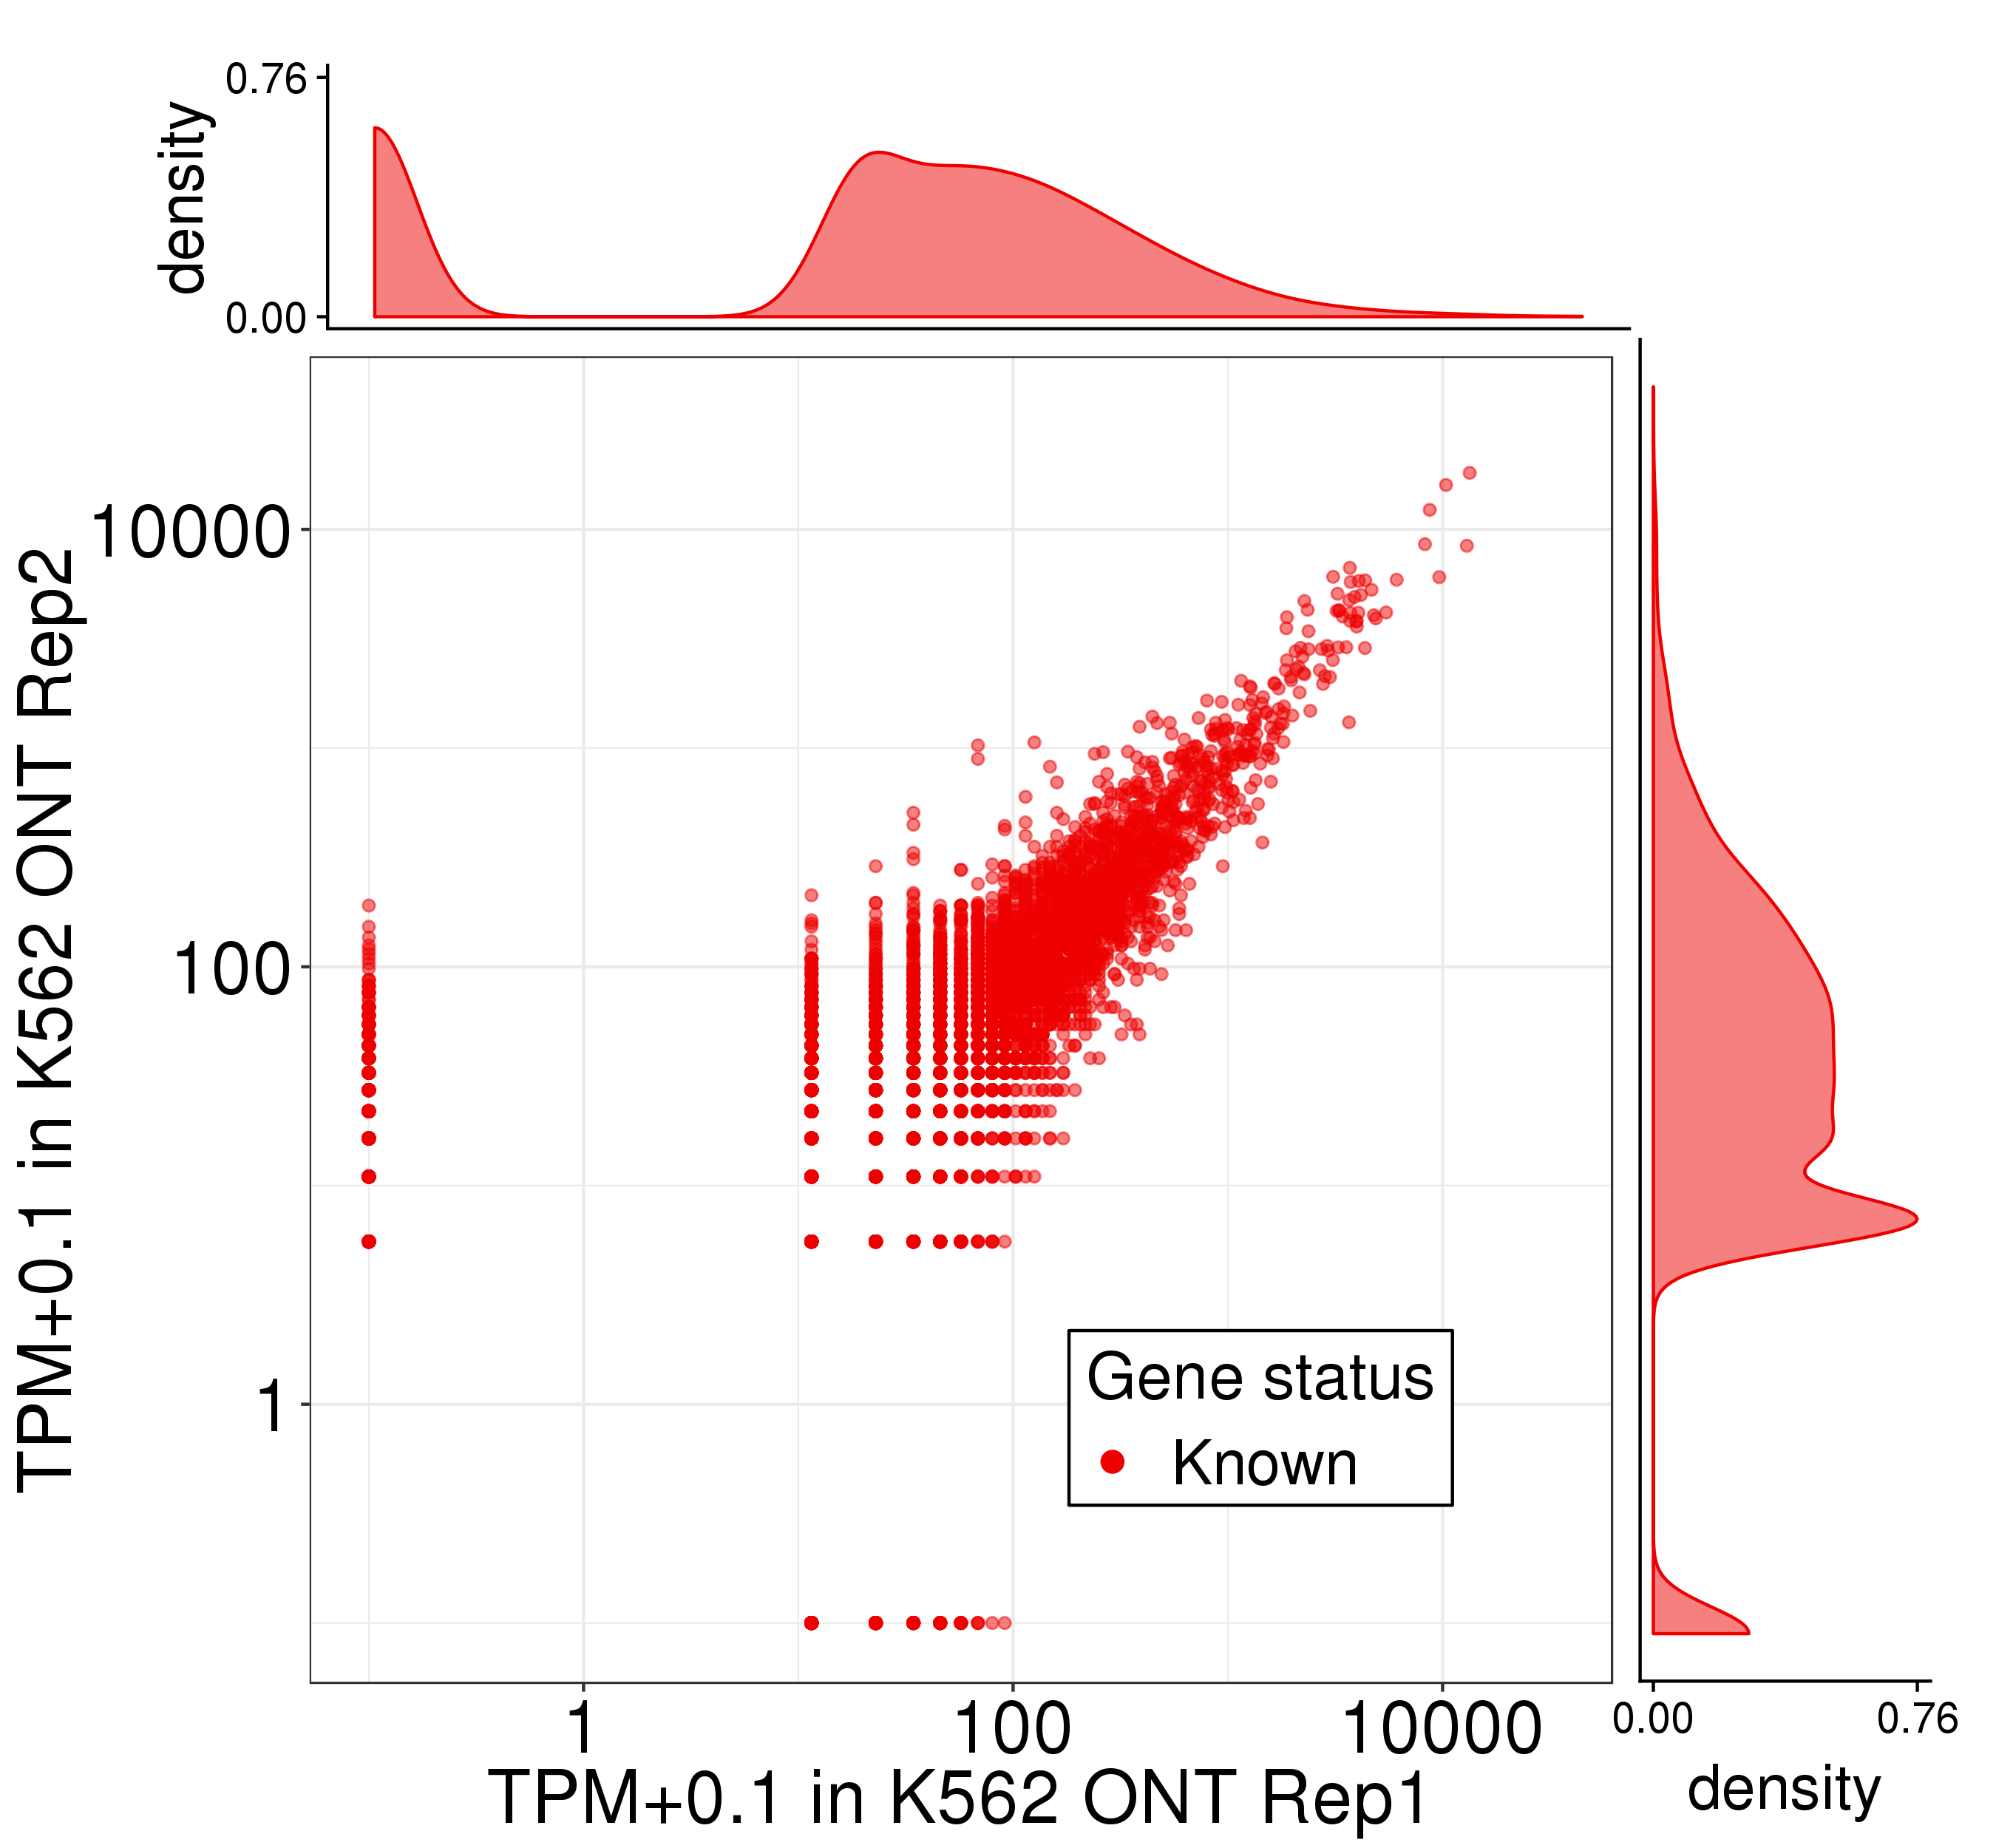 0.76
density
0.00
10000
100
1
TPM+0.1 in K562 ONT Rep2
Gene status
Known
1
100
10000
TPM+0.1 in K562 ONT Rep1
0.00
0.76
density